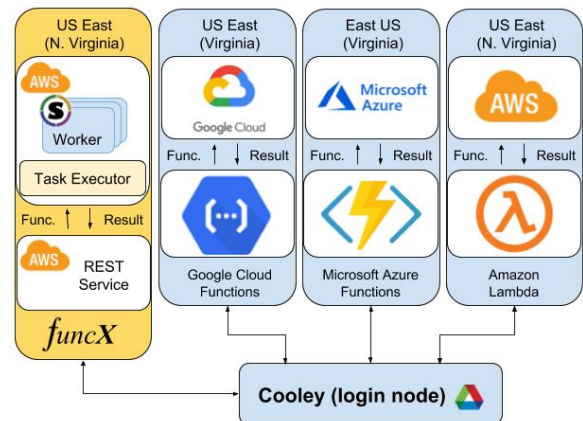 US East
(N. Virginia)
AWS
S
Worker
Task Executor
Func.
Result
AWS
REST
Service
funcX
US East
(Virginia)
Google Cloud
Func.
Result
Google Cloud
Functions
East US
(Virginia)
Microsoft
Azure
Func.
Result
Microsoft Azure
Functions
US East
(N. Virginia)
AWS
Func.
Result
λ
Amazon
Lambda
Cooley (login node)